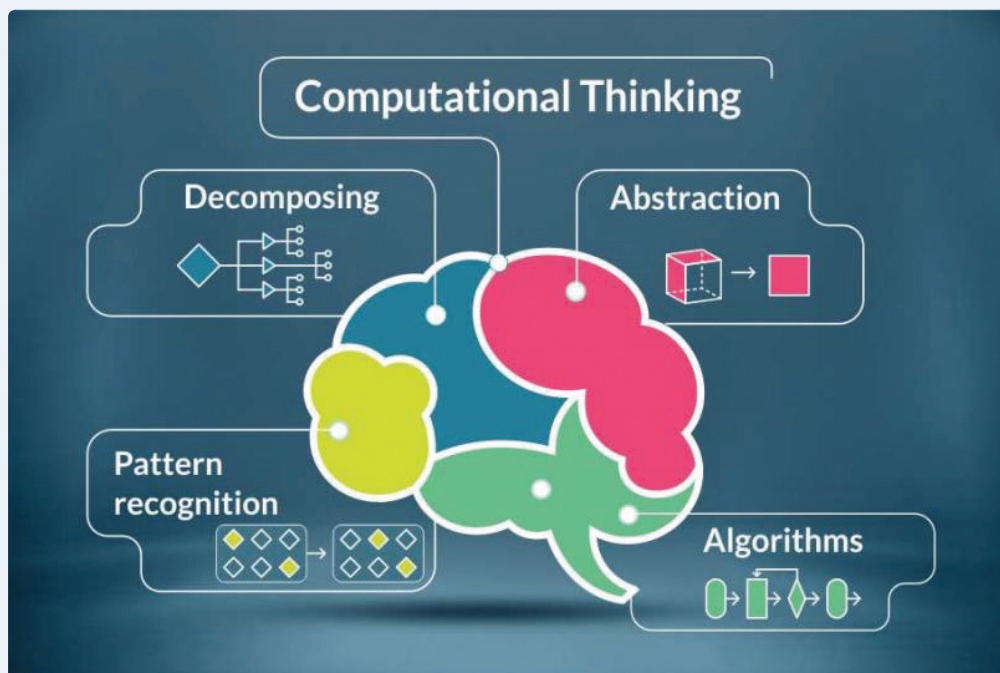 Computational Thinking
Decomposing
Abstraction
Pattern
recognition
Algorithms